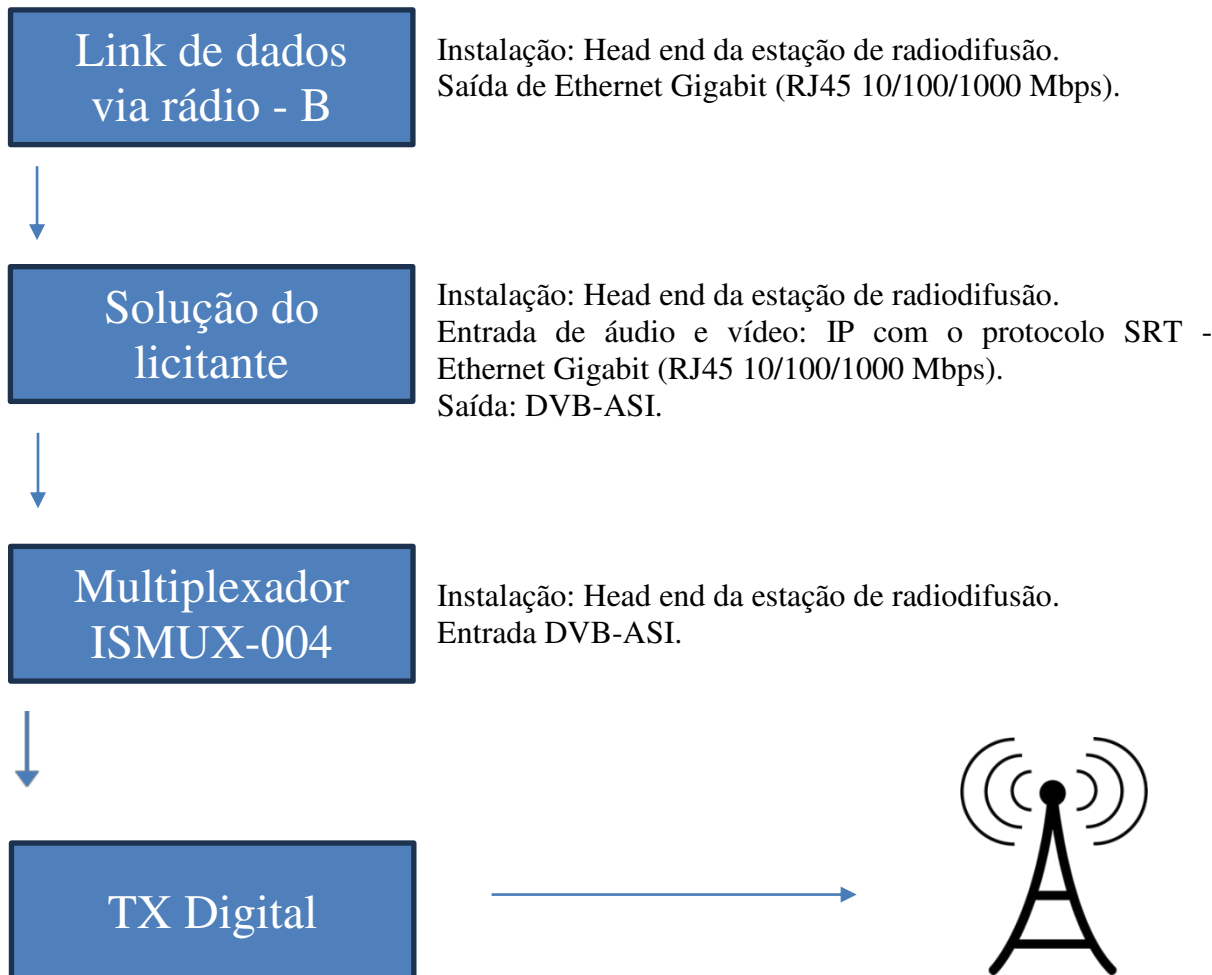 Link de dados
via rádio - B
Instalação: Head end da estação de radiodifusão.
Saída de Ethernet Gigabit (RJ45 10/100/1000 Mbps).
Solução do
licitante
Instalação: Head end da estação de radiodifusão.
Entrada de áudio e vídeo: IP com o protocolo SRT -
Ethernet Gigabit (RJ45 10/100/1000 Mbps).
Saída: DVB-ASI.
Multiplexador
ISMUX-004
Instalação: Head end da estação de radiodifusão.
Entrada DVB-ASI.
TX Digital